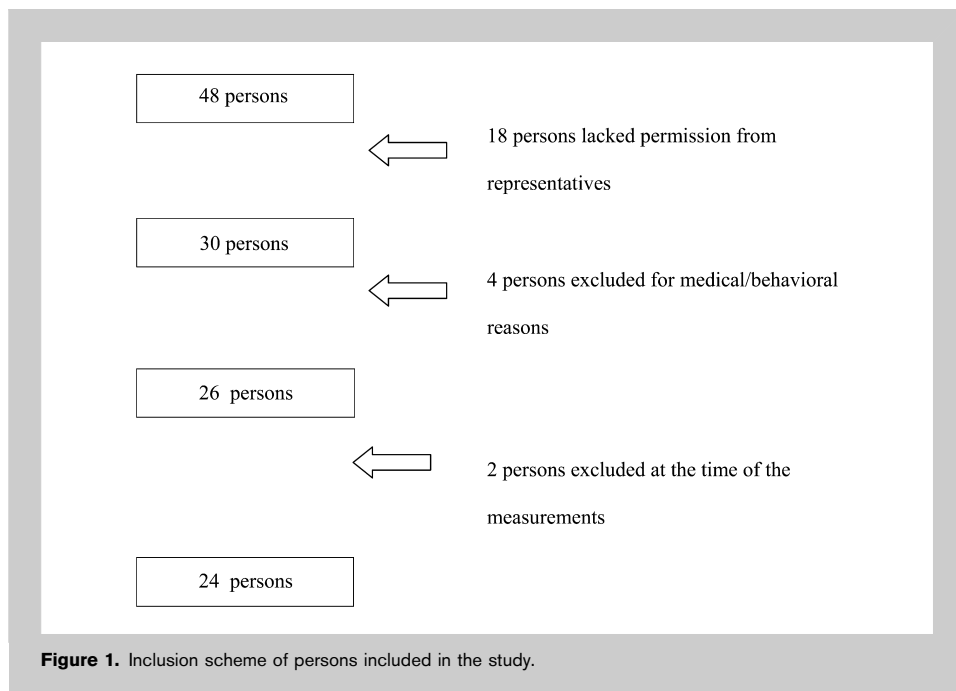 48 persons
18 persons lacked permission from
representatives
30 persons
4 persons excluded for medical/behavioral
reasons
26 persons
2 persons excluded at the time of the
measurements
24 persons
Figure 1. Inclusion scheme of persons included in the study.